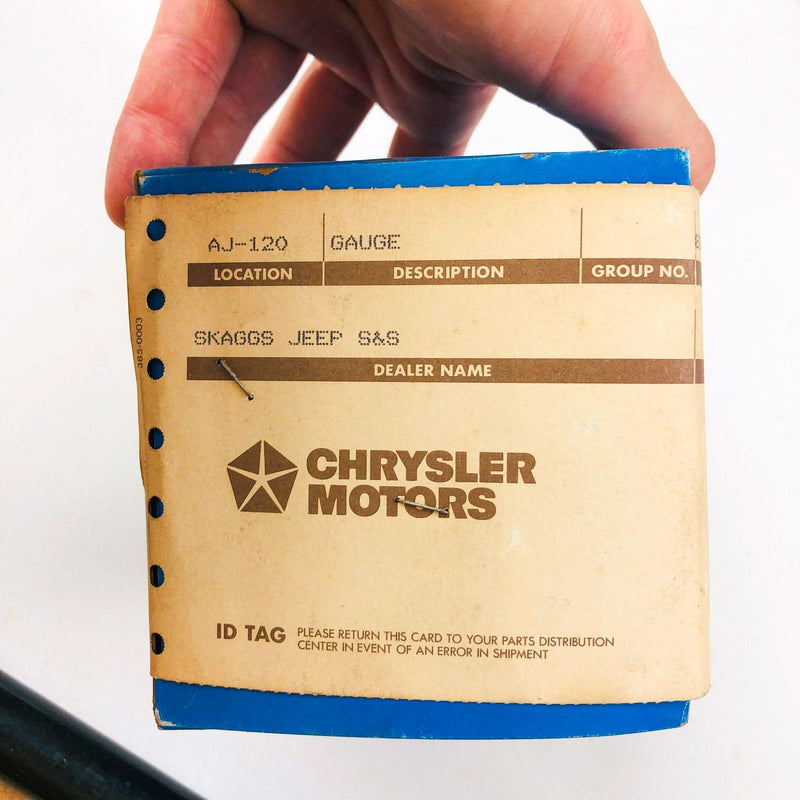 AJ-120 GAUGE
LOCATION DESCRIPTION GROUP NO.
385-0003
SKAGGS JEEP S&S
DEALER NAME
CHRYSLER
MOTORS
ID TAG PLEASE RETURN THIS CARD TO YOUR PARTS DISTRIBUTION
CENTER IN EVENT OF AN ERROR IN SHIPMENT